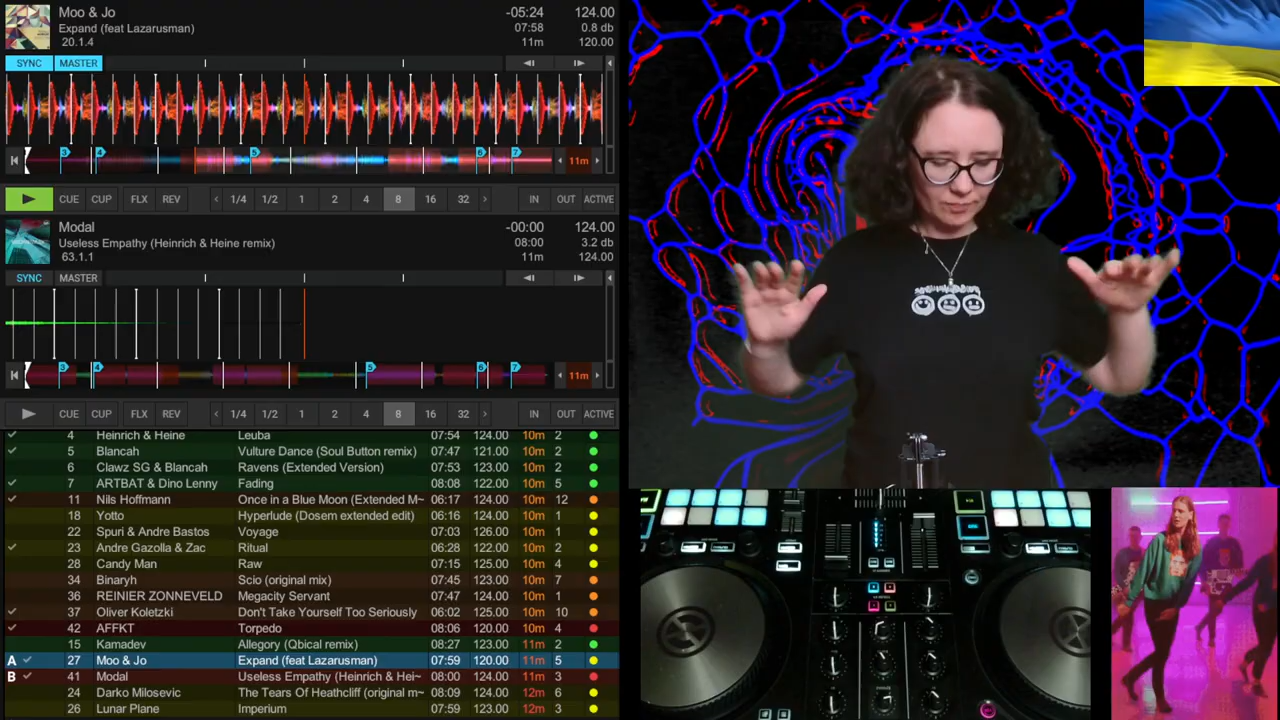 Moo & Jo
-05:24
124.00
Expand (feat Lazarusman)
07:58
0.8 db
20.1.4
11m
120.00
SYNC MASTER
3 4 5 6 7
11m
CUE CUP FLX REV 1/4 1/2 1 2 4 8 16 32 IN OUT ACTIVE
Modal
-00:00
124.00
Useless Empathy (Heinrich & Heine remix)
08:00
3.2 db
63.1.1
11m
124.00
SYNC MASTER
3 4 5 6 7
11m
CUE CUP FLX REV 1/4 1/2 1 2 4 8 16 32 IN OUT ACTIVE
4 Heinrich & Heine Leuba 07:54 124.00 10m 2
5 Blancah Vulture Dance (Soul Button remix) 07:47 121.00 10m 2
6 Clawz SG & Blancah Ravens (Extended Version) 07:53 123.00 10m 2
7 ARTBAT & Dino Lenny Fading 08:08 122.00 10m 5
11 Nils Hoffmann Once in a Blue Moon (Extended M~ 06:17 124.00 10m 12
18 Yotto Hyperlude (Dosem extended edit) 06:16 124.00 10m 1
22 Spuri & Andre Bastos Voyage 07:03 126.00 10m 1
23 Andre Gazolla & Zac Ritual 06:28 122.00 10m 2
28 Candy Man Raw 07:15 125.00 10m 4
34 Binaryh Scio (original mix) 07:45 123.00 10m 7
36 REINIER ZONNEVELD Megacity Servant 07:47 124.00 10m 1
37 Oliver Koletzki Don't Take Yourself Too Seriously 06:02 125.00 10m 10
42 AFFKT Torpedo 08:06 120.00 10m 4
15 Kamadev Allegory (Qbical remix) 08:27 123.00 11m 2
A 27 Moo & Jo Expand (feat Lazarusman) 07:59 120.00 11m 5
B 41 Modal Useless Empathy (Heinrich & Hei~ 08:00 124.00 11m 3
24 Darko Milosevic The Tears Of Heathcliff (original m~ 08:09 124.00 12m 6
26 Lunar Plane Imperium 07:59 123.00 12m 8